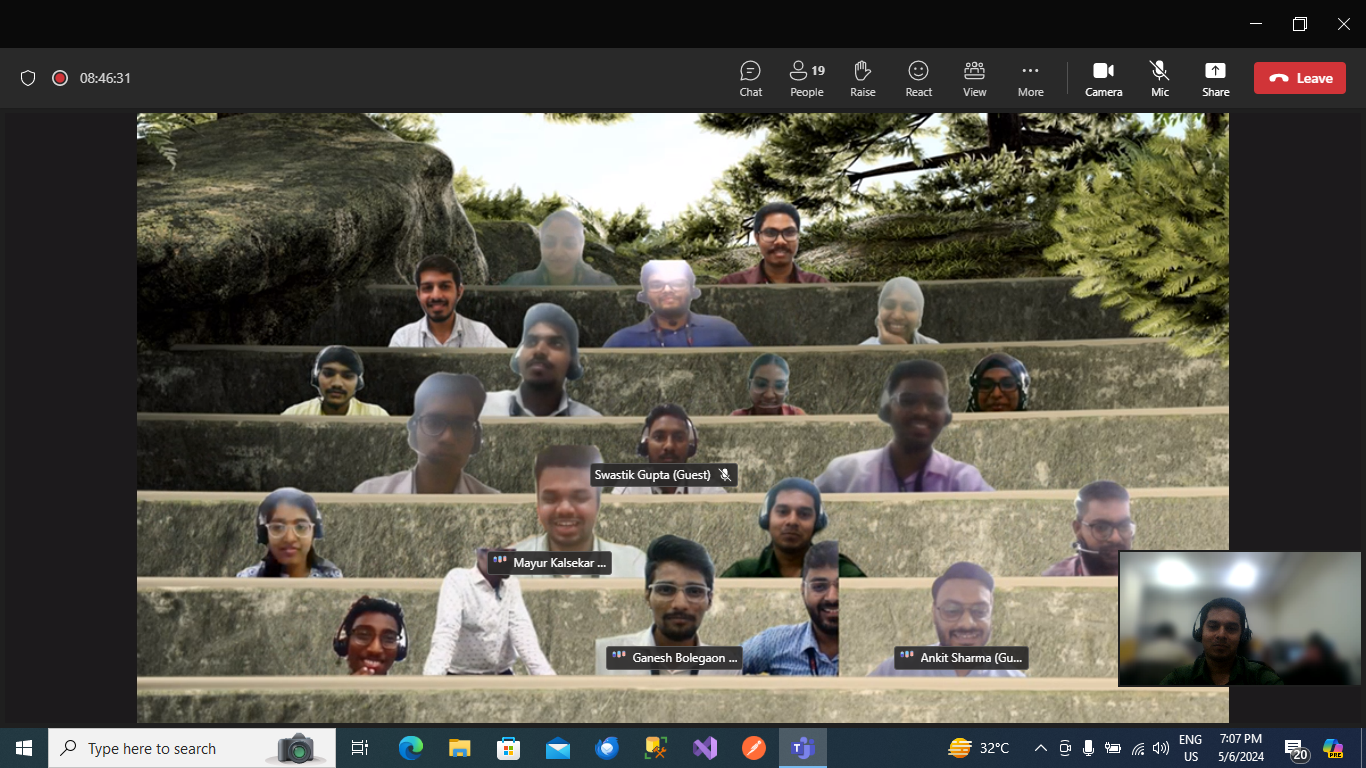 08:46:31
19
Chat
People
Raise
React
View
More
Camera
Mic
Share
Leave
Swastik Gupta (Guest)
Mayur Kalsekar ...
Ganesh Bolegaon ...
Ankit Sharma (Gu...
Type here to search
32°C
ENG
US
7:07 PM
5/6/2024
20
PRE